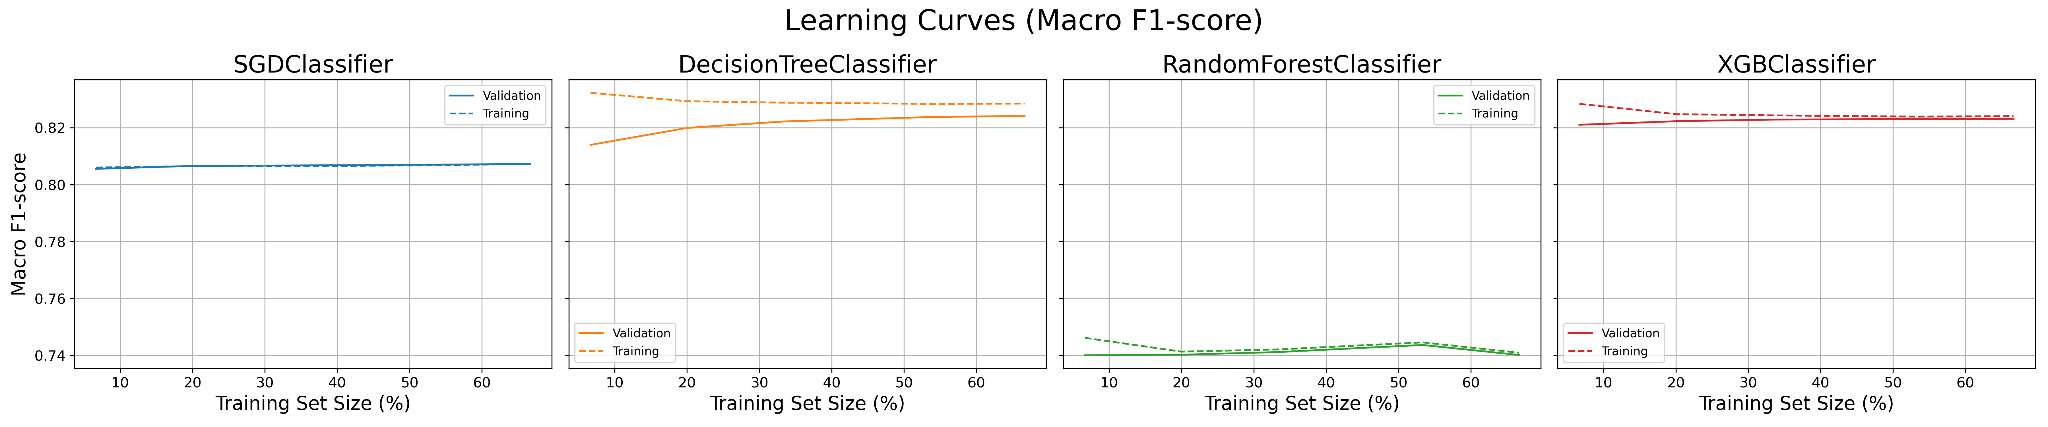 Learning Curves (Macro F1-score)
SGDClassifier
Macro F1-score
0.82
0.80
0.78
0.76
0.74
Validation
Training
10 20 30 40 50 60
Training Set Size (%)
DecisionTreeClassifier
Validation
Training
10 20 30 40 50 60
Training Set Size (%)
RandomForestClassifier
Validation
Training
10 20 30 40 50 60
Training Set Size (%)
XGBClassifier
Validation
Training
10 20 30 40 50 60
Training Set Size (%)